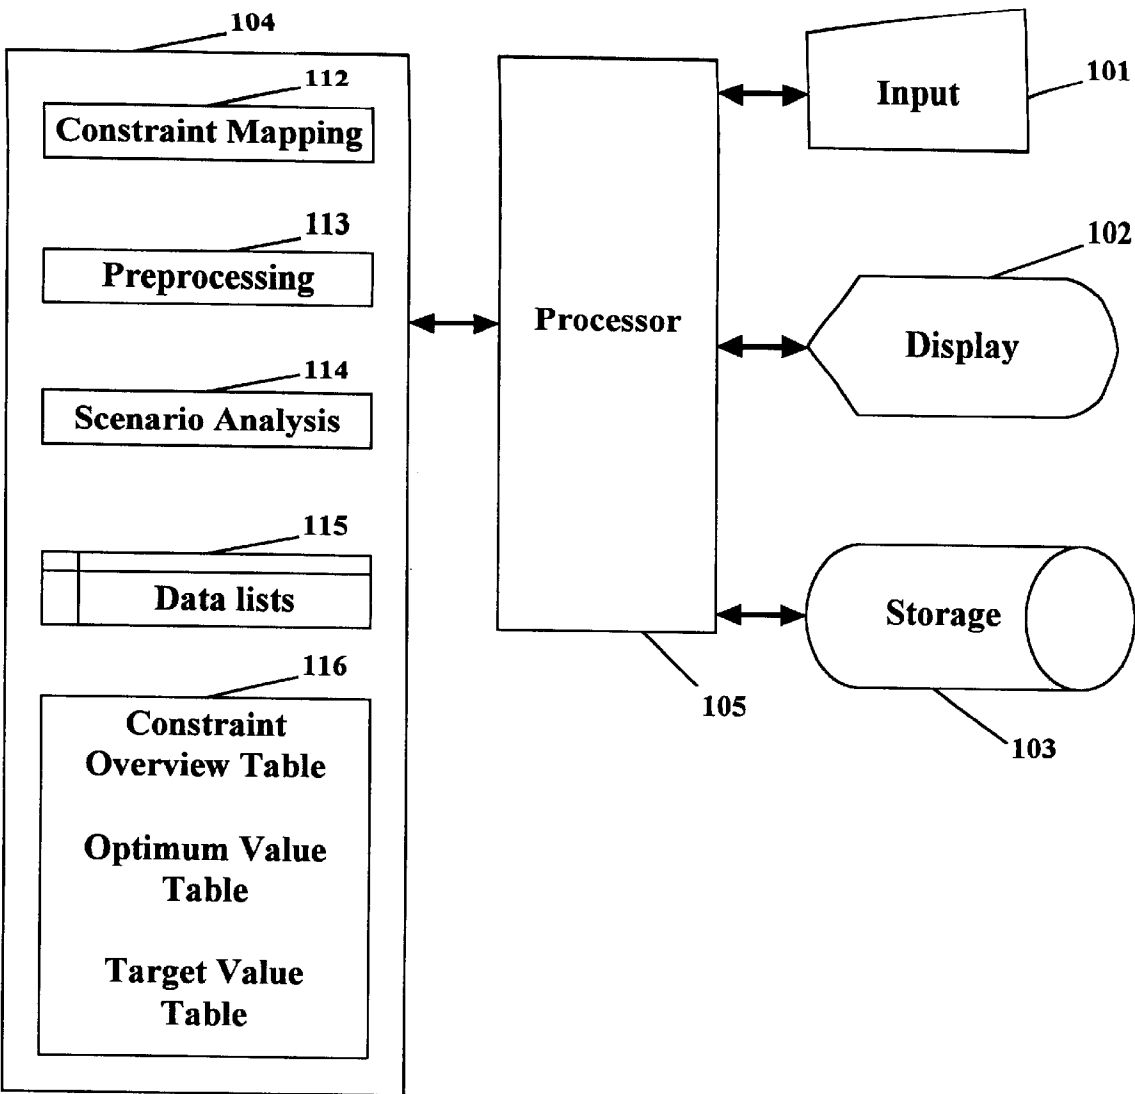 104
112
Constraint Mapping
113
Preprocessing
114
Scenario Analysis
115
Data lists
116
Constraint
Overview Table
Optimum Value
Table
Target Value
Table
Processor
105
Input
101
102
Display
Storage
103